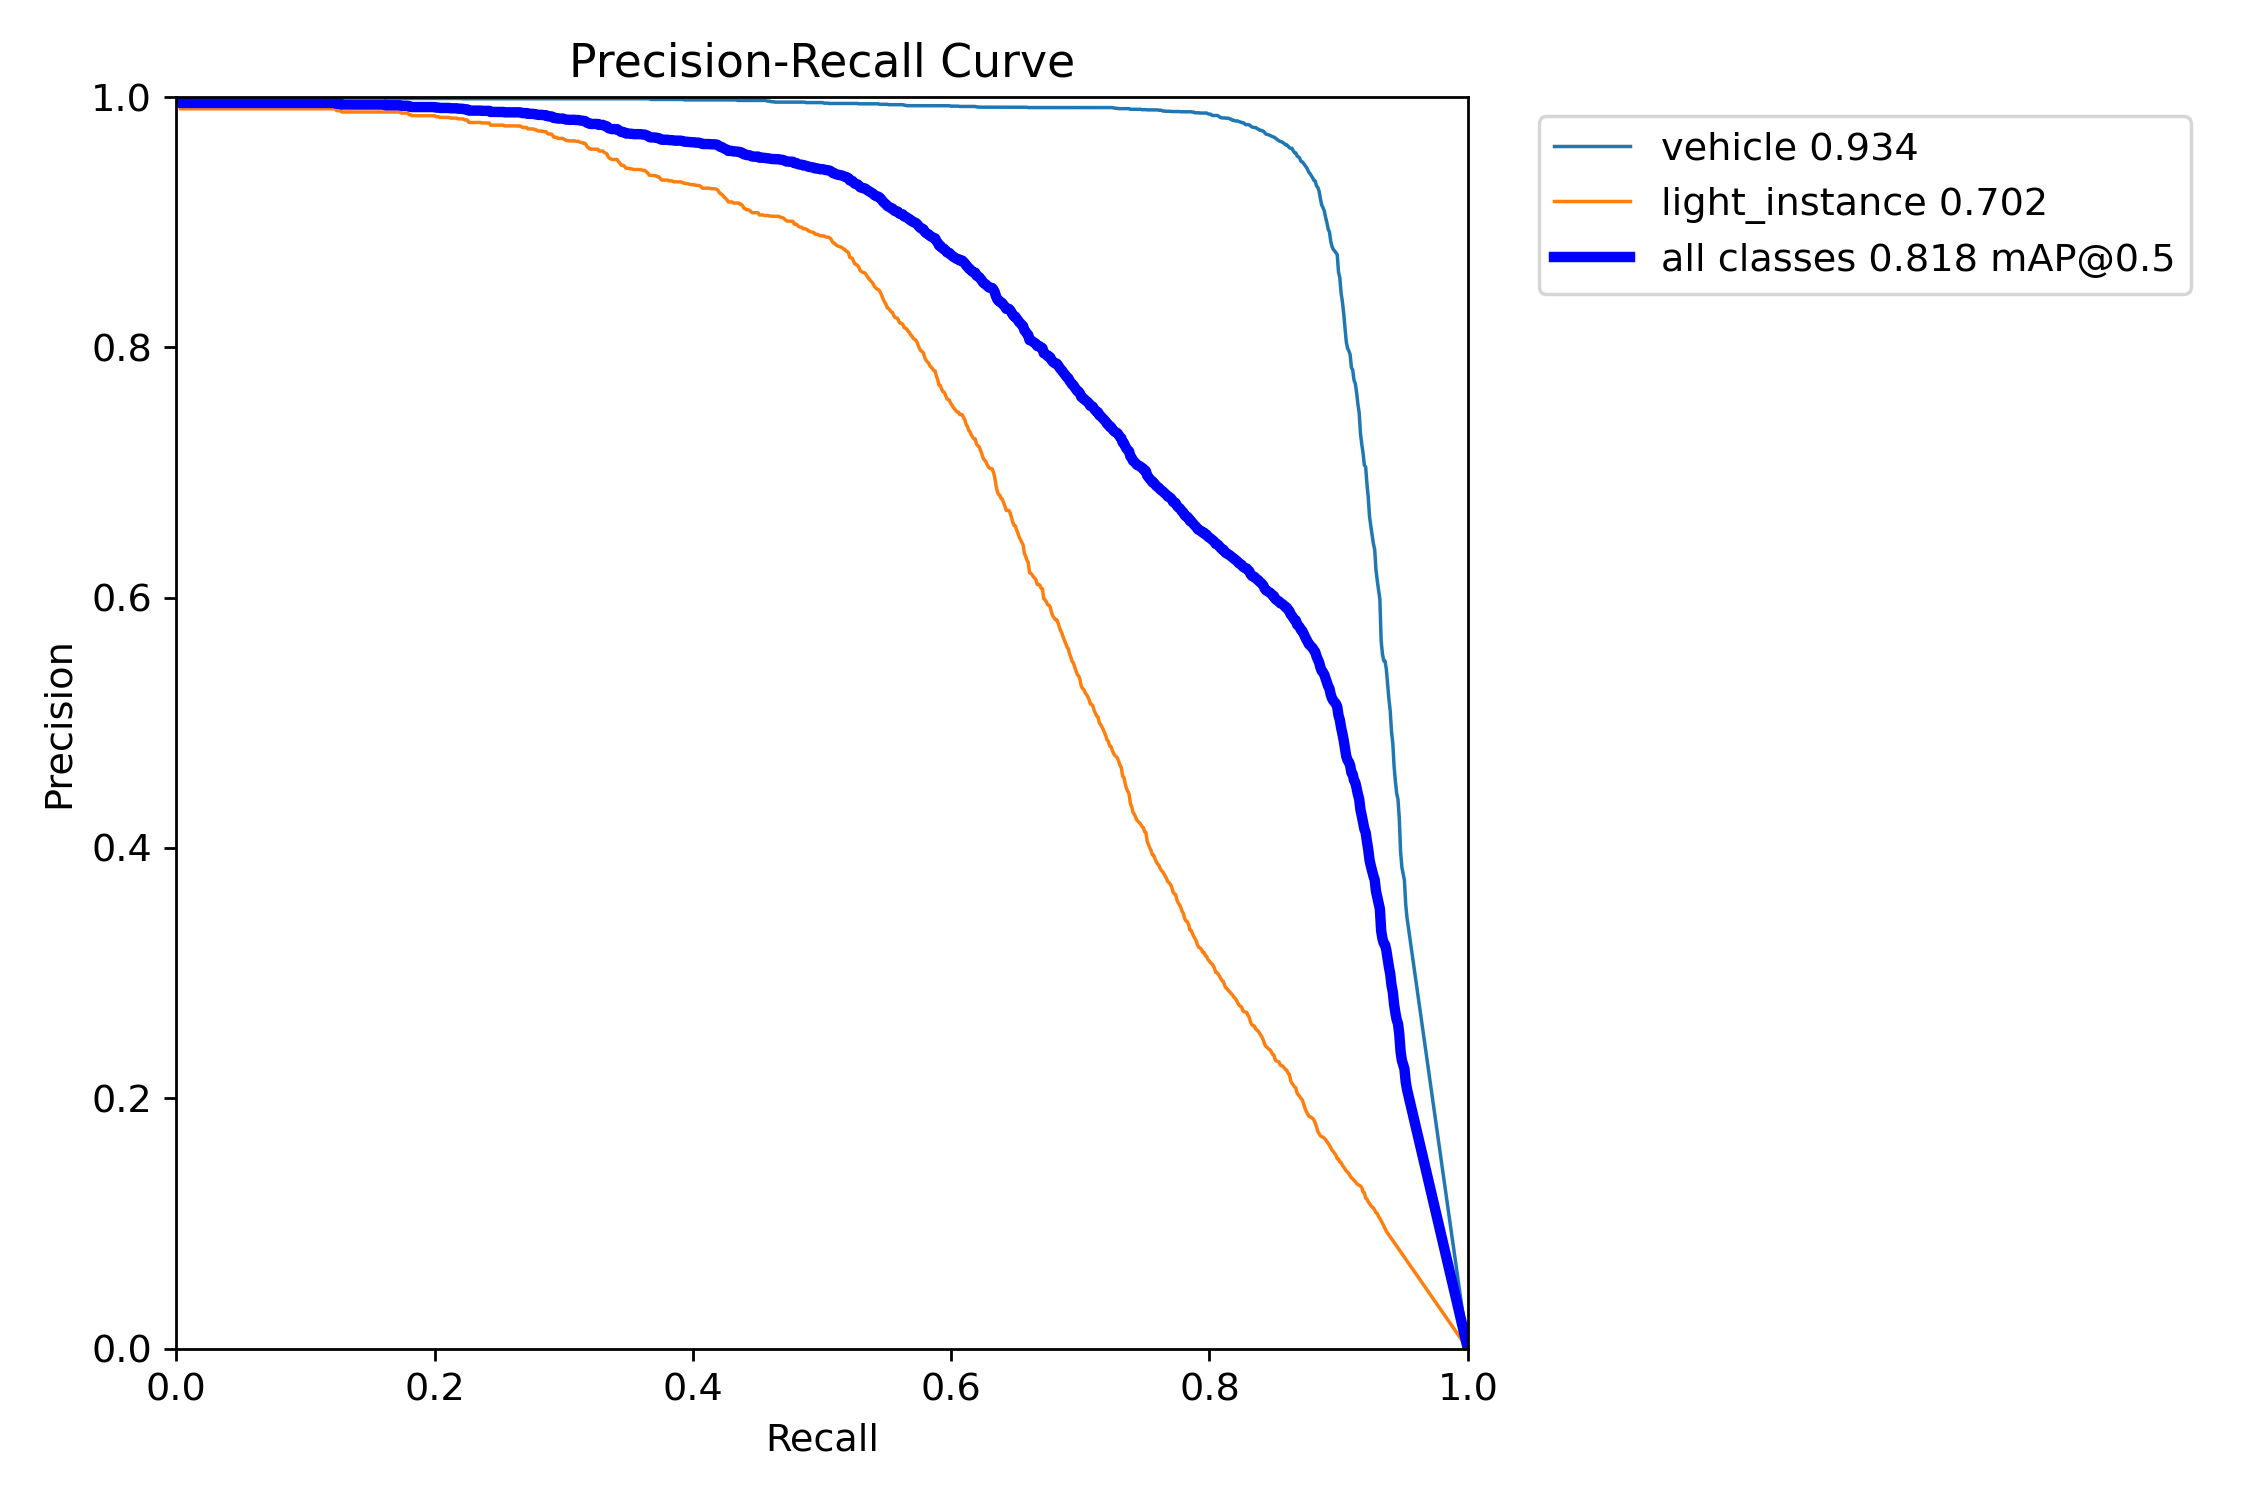 Precision-Recall Curve
1.0
0.8
0.6
0.4
0.2
0.0
Precision
0.0 0.2 0.4 0.6 0.8 1.0
Recall
vehicle 0.934
light_instance 0.702
all classes 0.818 mAP@0.5